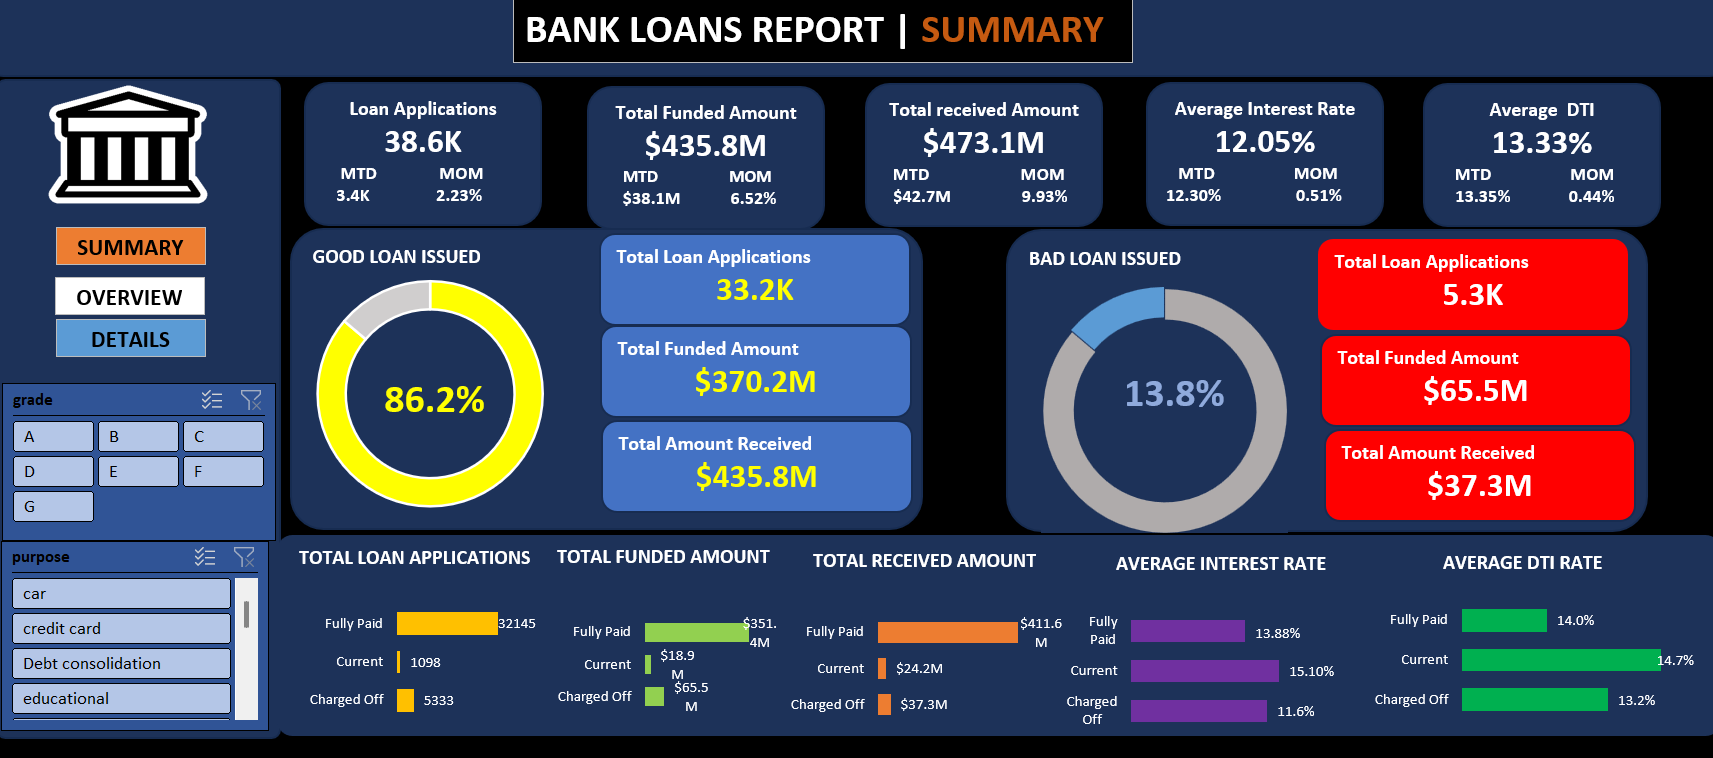 BANK LOANS REPORT | SUMMARY
Loan Applications
38.6K
MTD MOM
3.4K 2.23%
Total Funded Amount
$435.8M
MTD MOM
$38.1M 6.52%
Total received Amount
$473.1M
MTD MOM
$42.7M 9.93%
Average Interest Rate
12.05%
MTD MOM
12.30% 0.51%
Average DTI
13.33%
MTD MOM
13.35% 0.44%
SUMMARY
OVERVIEW
DETAILS
grade
A B C
D E F
G
purpose
car
credit card
Debt consolidation
educational
GOOD LOAN ISSUED
86.2%
Total Loan Applications
33.2K
Total Funded Amount
$370.2M
Total Amount Received
$435.8M
BAD LOAN ISSUED
13.8%
Total Loan Applications
5.3K
Total Funded Amount
$65.5M
Total Amount Received
$37.3M
TOTAL LOAN APPLICATIONS
Fully Paid 32145
Current 1098
Charged Off 5333
TOTAL FUNDED AMOUNT
Fully Paid $351.
4M
Current $18.9
M
Charged Off $65.5
M
TOTAL RECEIVED AMOUNT
Fully Paid $411.6
M
Current $24.2M
Charged Off $37.3M
AVERAGE INTEREST RATE
Fully
Paid 13.88%
Current 15.10%
Charged
Off 11.6%
AVERAGE DTI RATE
Fully Paid 14.0%
Current 14.7%
Charged Off 13.2%